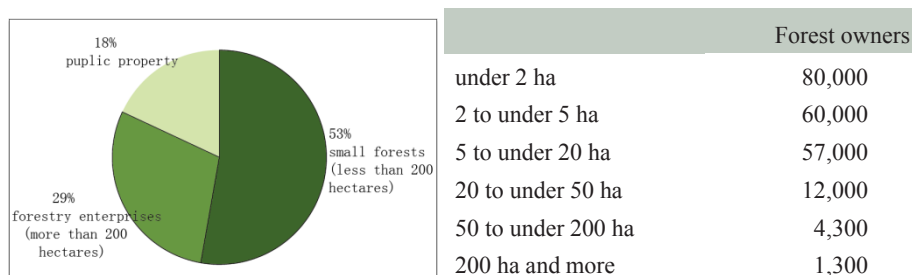 18%
puplic property
53%
small forests
(less than 200
hectares)
29%
forestry enterprises
(more than 200
hectares)
Forest owners
under 2 ha 80,000
2 to under 5 ha 60,000
5 to under 20 ha 57,000
20 to under 50 ha 12,000
50 to under 200 ha 4,300
200 ha and more 1,300